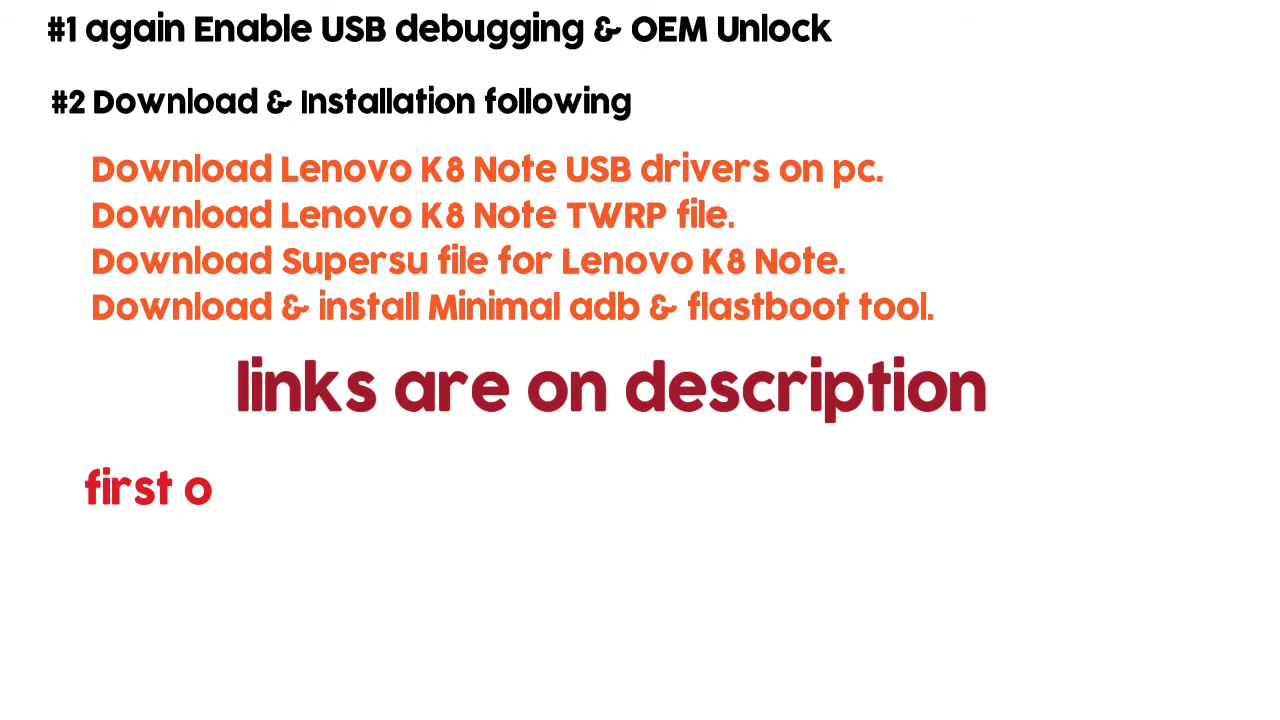 #1 again Enable USB debugging & OEM Unlock
#2 Download & Installation following
Download Lenovo K8 Note USB drivers on pc.
Download Lenovo K8 Note TWRP file.
Download Supersu file for Lenovo K8 Note.
Download & install Minimal adb & flastboot tool.
links are on description
first o